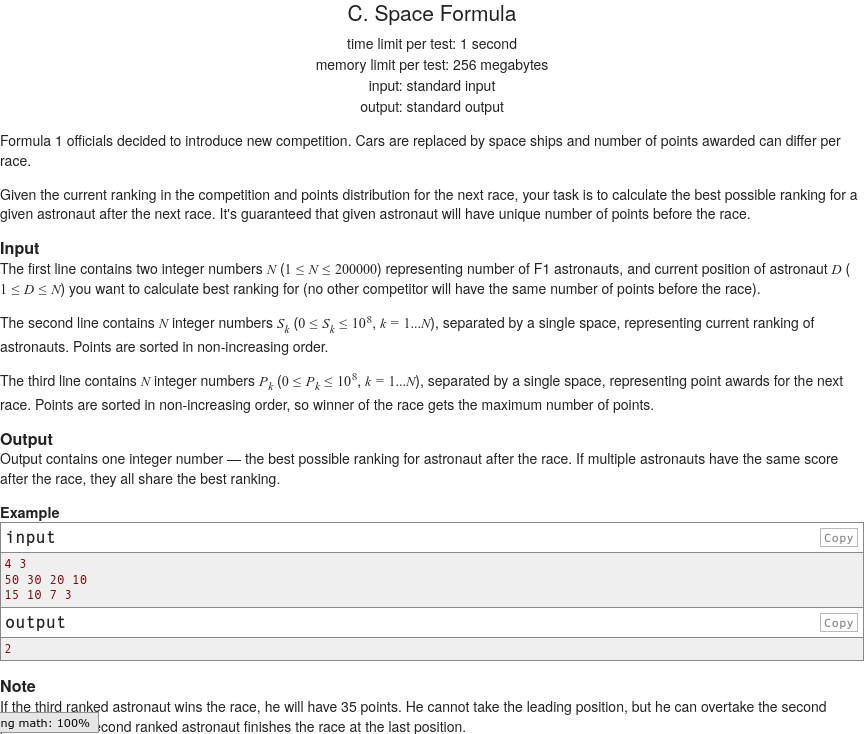 C. Space Formula
time limit per test: 1 second
memory limit per test: 256 megabytes
input: standard input
output: standard output
Formula 1 officials decided to introduce new competition. Cars are replaced by space ships and number of points awarded can differ per
race.
Given the current ranking in the competition and points distribution for the next race, your task is to calculate the best possible ranking for a
given astronaut after the next race. It's guaranteed that given astronaut will have unique number of points before the race.
Input
The first line contains two integer numbers N (1 ≤ N ≤ 200000) representing number of F1 astronauts, and current position of astronaut D (
1 ≤ D ≤ N) you want to calculate best ranking for (no other competitor will have the same number of points before the race).
The second line contains N integer numbers S_k (0 ≤ S_k ≤ 10^8, k = 1...N), separated by a single space, representing current ranking of
astronauts. Points are sorted in non-increasing order.
The third line contains N integer numbers P_k (0 ≤ P_k ≤ 10^8, k = 1...N), separated by a single space, representing point awards for the next
race. Points are sorted in non-increasing order, so winner of the race gets the maximum number of points.
Output
Output contains one integer number — the best possible ranking for astronaut after the race. If multiple astronauts have the same score
after the race, they all share the best ranking.
Example
input Copy
4 3
50 30 20 10
15 10 7 3
output Copy
2
Note
If the third ranked astronaut wins the race, he will have 35 points. He cannot take the leading position, but he can overtake the second
ng math: 100% econd ranked astronaut finishes the race at the last position.